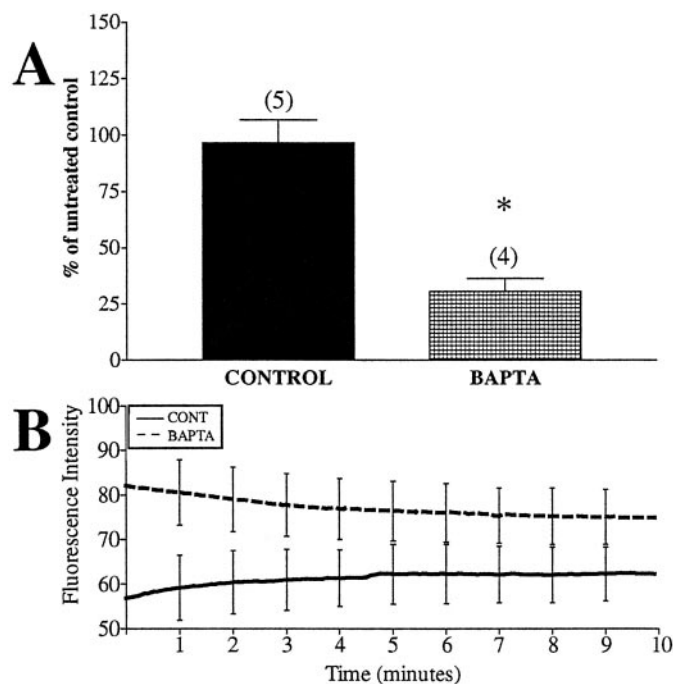 A
% of untreated control
150
125
100
75
50
25
0
(5)
*
(4)
CONTROL
BAPTA
B
Fluorescence Intensity
100
90
80
70
60
50
CONT
BAPTA
1 2 3 4 5 6 7 8 9 10
Time (minutes)